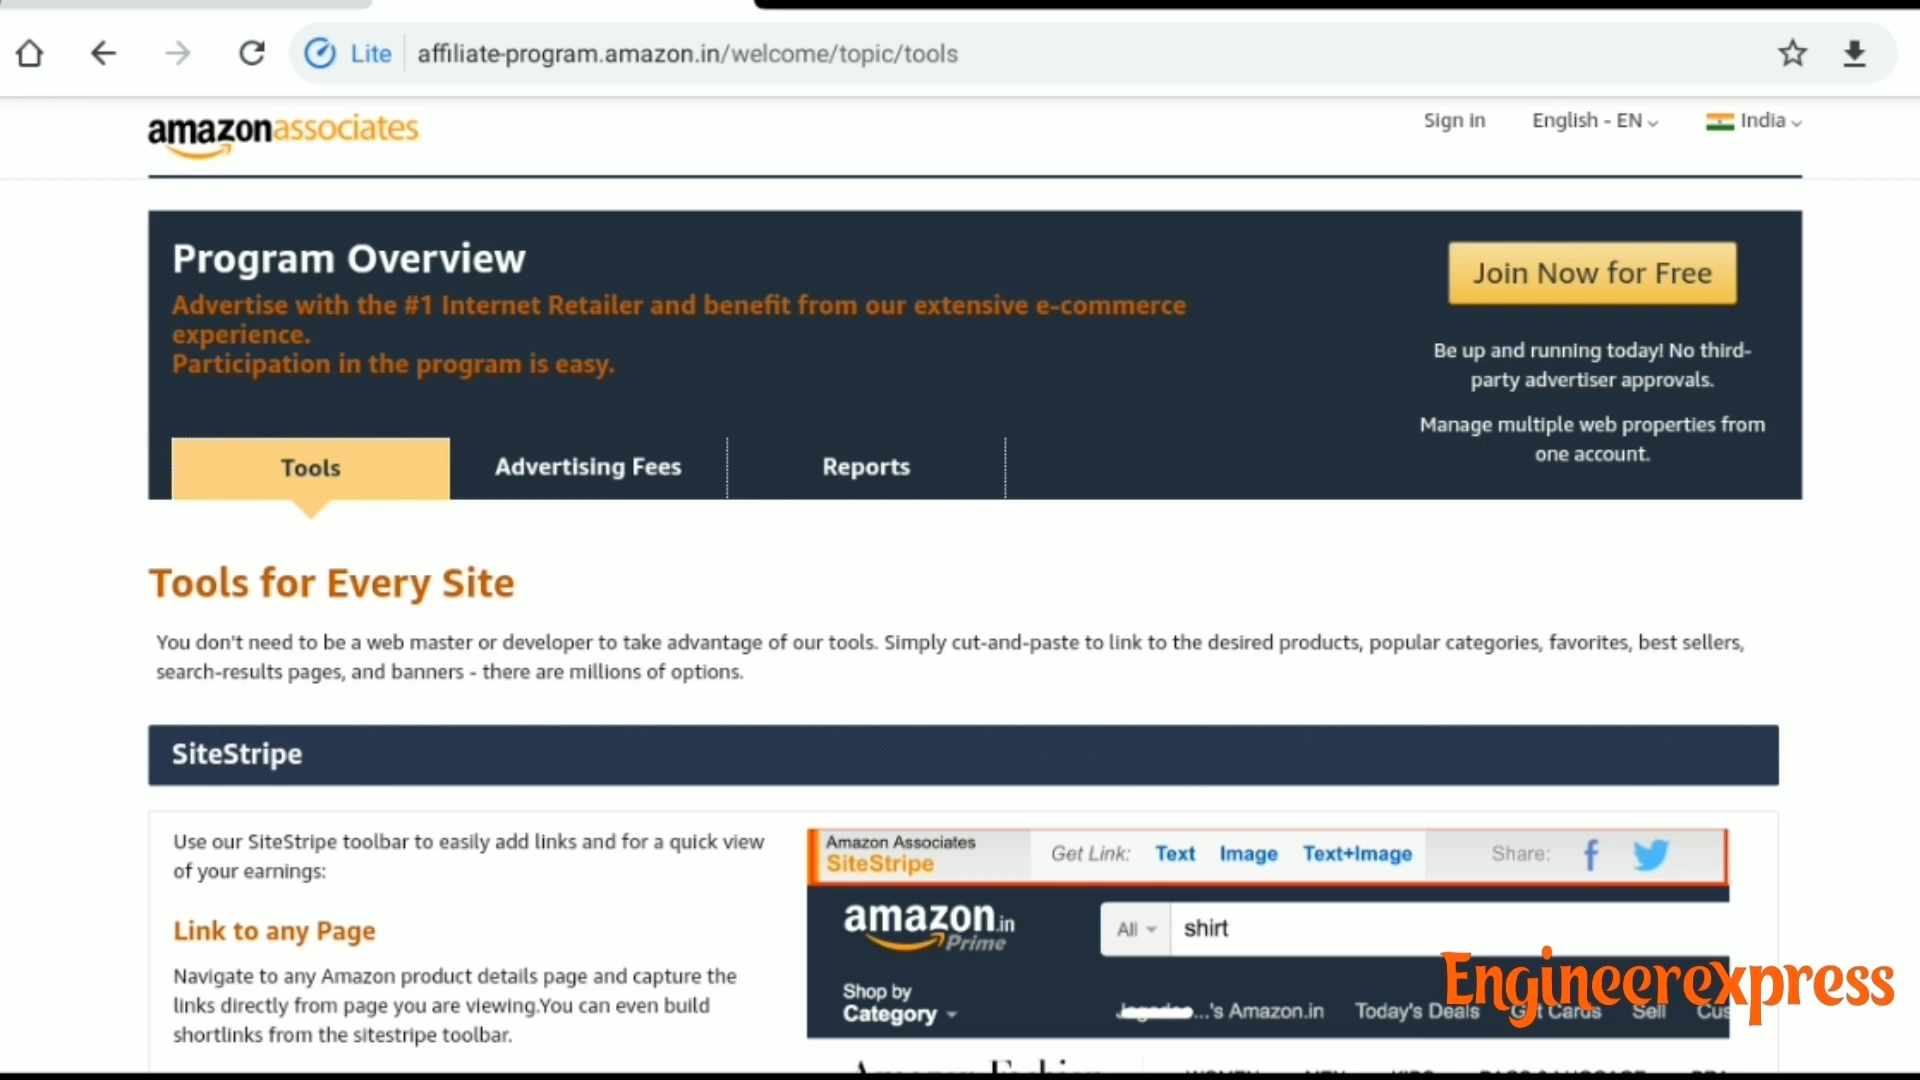 Lite
affiliate-program.amazon.in/welcome/topic/tools
amazonassociates
Sign in
English - EN
India
Program Overview
Advertise with the #1 Internet Retailer and benefit from our extensive e-commerce
experience.
Participation in the program is easy.
Join Now for Free
Be up and running today! No third-
party advertiser approvals.
Manage multiple web properties from
one account.
Tools
Advertising Fees
Reports
Tools for Every Site
You don't need to be a web master or developer to take advantage of our tools. Simply cut-and-paste to link to the desired products, popular categories, favorites, best sellers,
search-results pages, and banners - there are millions of options.
SiteStripe
Use our SiteStripe toolbar to easily add links and for a quick view
of your earnings:
Link to any Page
Navigate to any Amazon product details page and capture the
links directly from page you are viewing.You can even build
shortlinks from the sitestripe toolbar.
Amazon Associates
SiteStripe
Get Link: Text Image Text+Image
Share:
amazon.in
Prime
All
shirt
Shop by
Category
...'s Amazon.in Today's Deals Gift Cards Sell
Engineerexpress